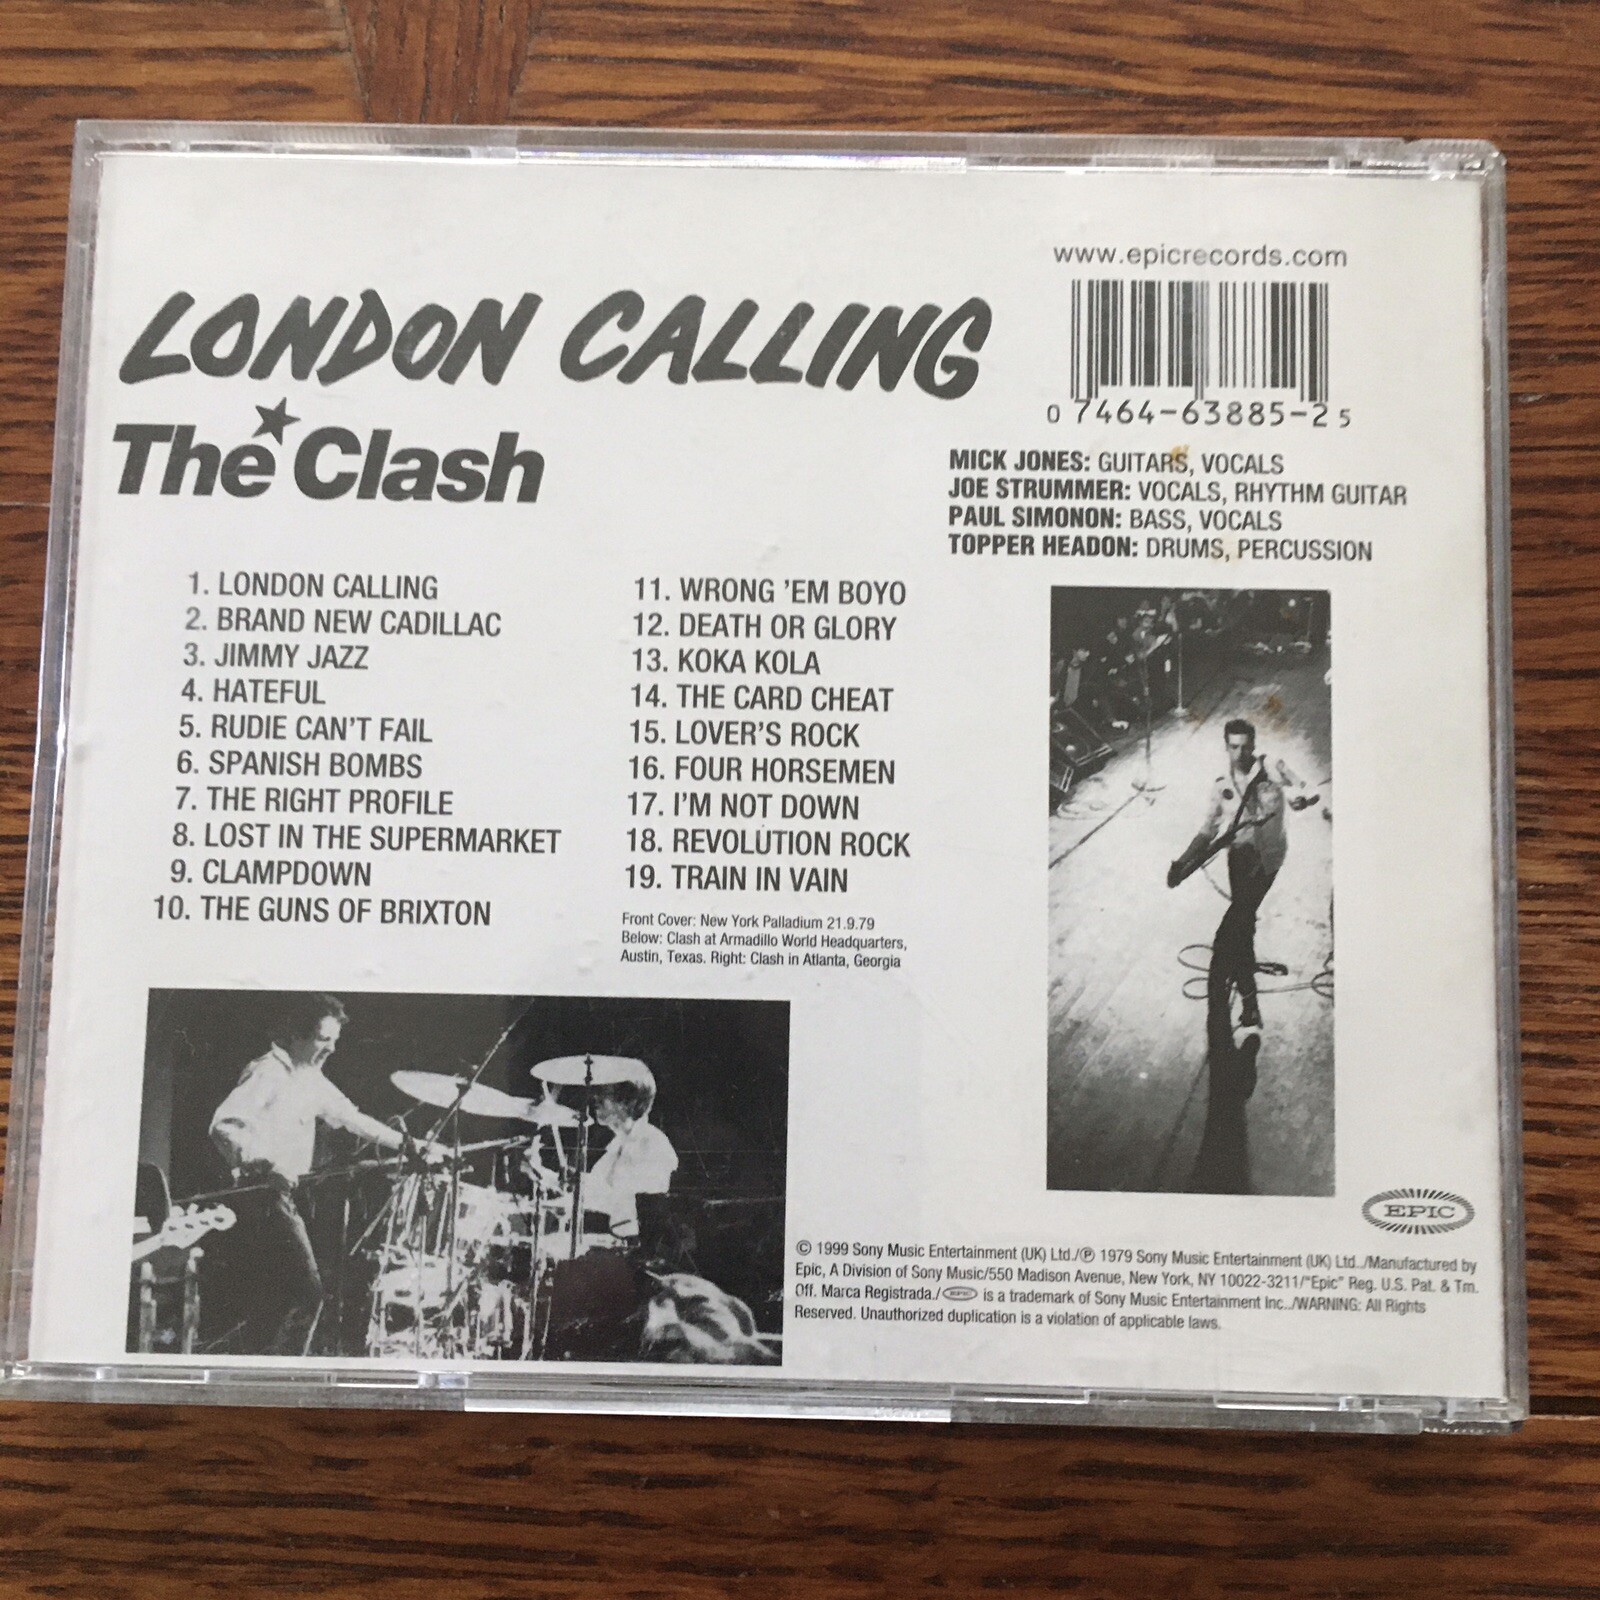 www.epicrecords.com
LONDON CALLING
The Clash
0 7464-63885-2 5
MICK JONES: GUITARS, VOCALS
JOE STRUMMER: VOCALS, RHYTHM GUITAR
PAUL SIMONON: BASS, VOCALS
TOPPER HEADON: DRUMS, PERCUSSION
1. LONDON CALLING
2. BRAND NEW CADILLAC
3. JIMMY JAZZ
4. HATEFUL
5. RUDIE CAN'T FAIL
6. SPANISH BOMBS
7. THE RIGHT PROFILE
8. LOST IN THE SUPERMARKET
9. CLAMPDOWN
10. THE GUNS OF BRIXTON
11. WRONG 'EM BOYO
12. DEATH OR GLORY
13. KOKA KOLA
14. THE CARD CHEAT
15. LOVER'S ROCK
16. FOUR HORSEMEN
17. I'M NOT DOWN
18. REVOLUTION ROCK
19. TRAIN IN VAIN
Front Cover: New York Palladium 21.9.79
Below: Clash at Armadillo World Headquarters,
Austin, Texas. Right: Clash in Atlanta, Georgia
EPIC
© 1999 Sony Music Entertainment (UK) Ltd./℗ 1979 Sony Music Entertainment (UK) Ltd../Manufactured by
Epic, A Division of Sony Music/550 Madison Avenue, New York, NY 10022-3211/"Epic" Reg. U.S. Pat. & Tm.
Off. Marca Registrada./EPIC is a trademark of Sony Music Entertainment Inc../WARNING: All Rights
Reserved. Unauthorized duplication is a violation of applicable laws.